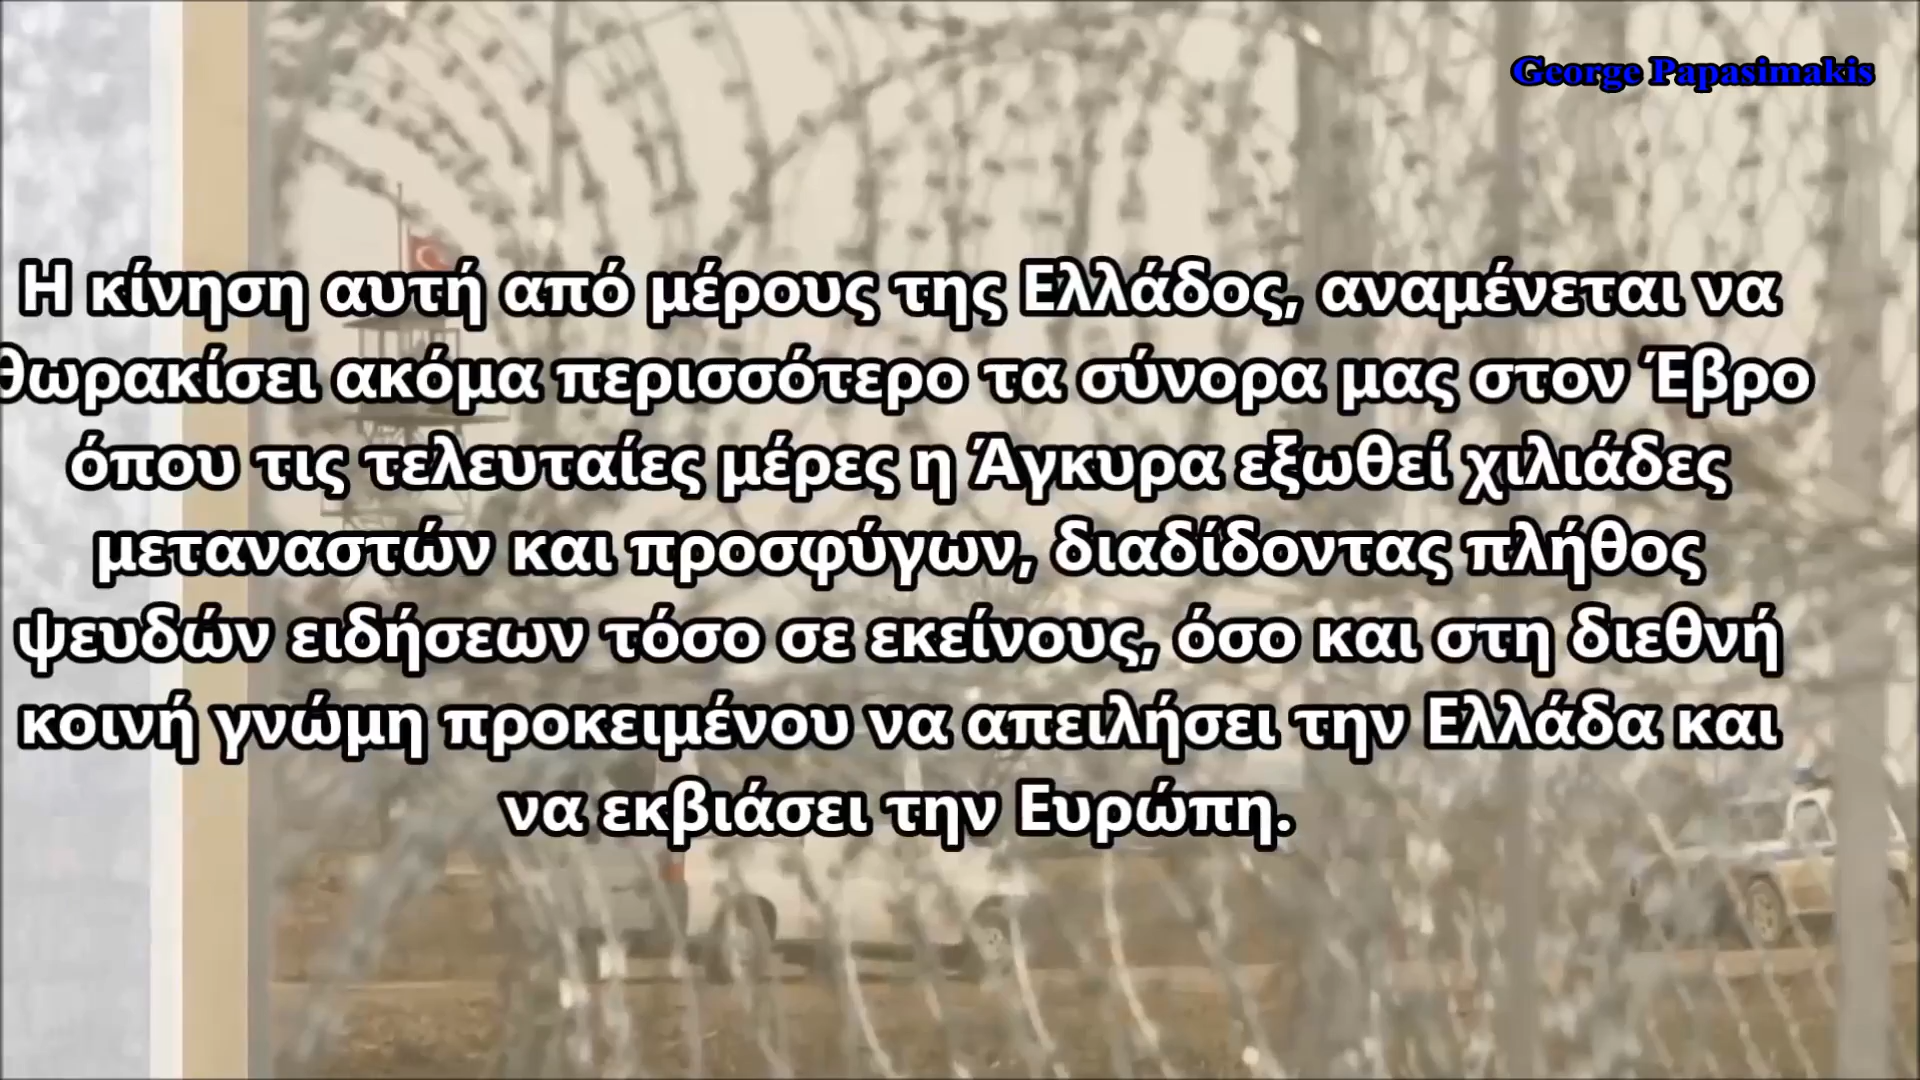 George Papasimakis
Η κίνηση αυτή από μέρους της Ελλάδος, αναμένεται να
θωρακίσει ακόμα περισσότερο τα σύνορα μας στον Έβρο
όπου τις τελευταίες μέρες η Άγκυρα εξωθεί χιλιάδες
μεταναστών και προσφύγων, διαδίδοντας πλήθος
ψευδών ειδήσεων τόσο σε εκείνους, όσο και στη διεθνή
κοινή γνώμη προκειμένου να απειλήσει την Ελλάδα και
να εκβιάσει την Ευρώπη.